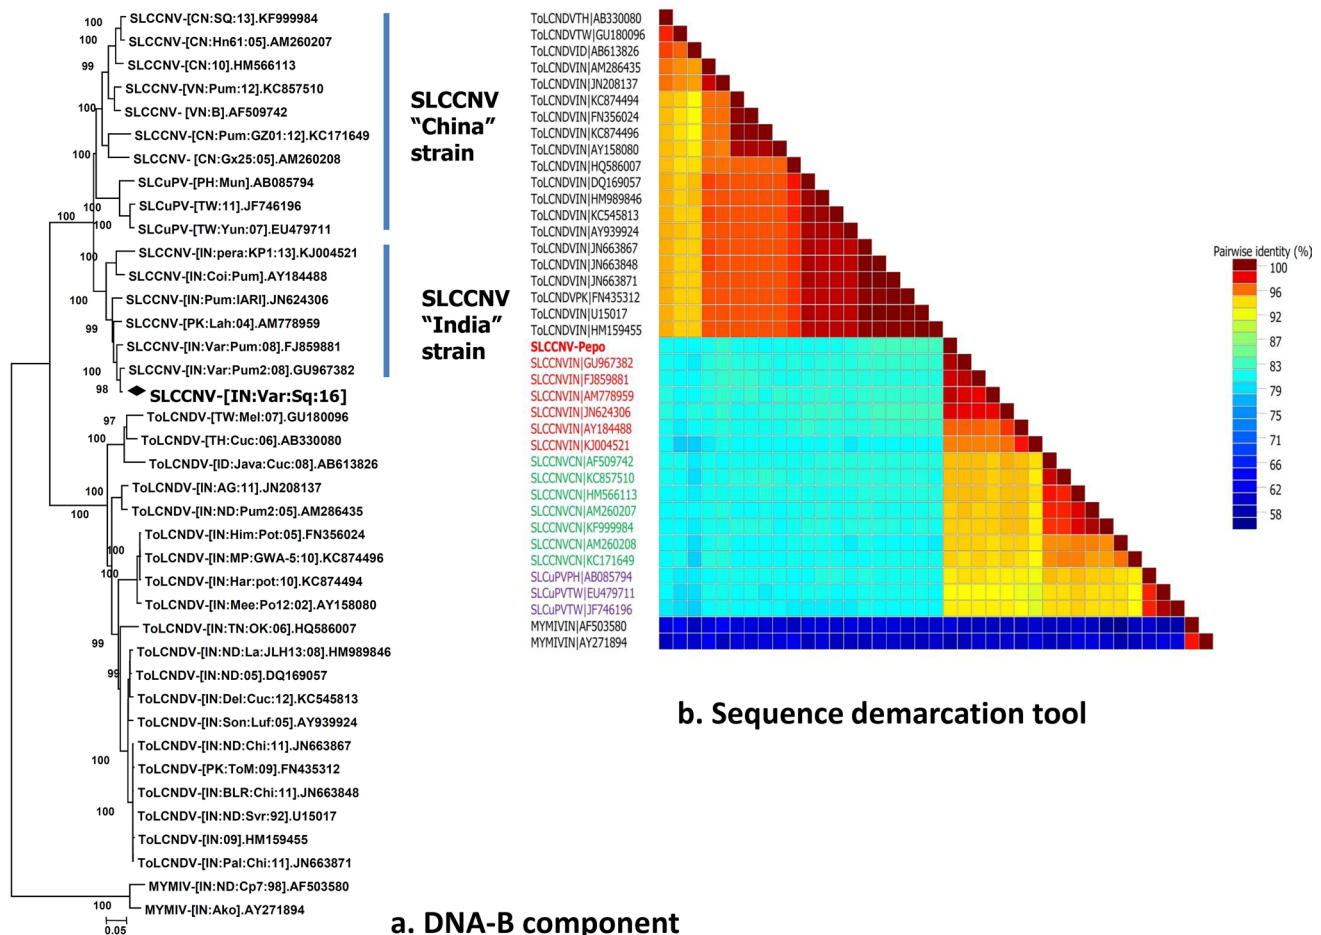 100
SLCCNV-[CN:SQ:13].KF999984
100
SLCCNV-[CN:Hn61:05].AM260207
99
SLCCNV-[CN:10].HM566113
SLCCNV-[VN:Pum:12].KC857510
100
SLCCNV- [VN:B].AF509742
SLCCNV-[CN:Pum:GZ01:12].KC171649
100
SLCCNV- [CN:Gx25:05].AM260208
SLCuPV-[PH:Mun].AB085794
100
SLCuPV-[TW:11].JF746196
100
100
SLCuPV-[TW:Yun:07].EU479711
100
SLCCNV-[IN:pera:KP1:13].KJ004521
SLCCNV-[IN:Coi:Pum].AY184488
100
SLCCNV-[IN:Pum:IARI].JN624306
SLCCNV-[PK:Lah:04].AM778959
99
SLCCNV-[IN:Var:Pum:08].FJ859881
100
SLCCNV-[IN:Var:Pum2:08].GU967382
98
SLCCNV-[IN:Var:Sq:16]
97
ToLCNDV-[TW:Mel:07].GU180096
100
ToLCNDV-[TH:Cuc:06].AB330080
ToLCNDV-[ID:Java:Cuc:08].AB613826
100
ToLCNDV-[IN:AG:11].JN208137
100
ToLCNDV-[IN:ND:Pum2:05].AM286435
ToLCNDV-[IN:Him:Pot:05].FN356024
100
ToLCNDV-[IN:MP:GWA-5:10].KC874496
100
ToLCNDV-[IN:Har:pot:10].KC874494
ToLCNDV-[IN:Mee:Po12:02].AY158080
ToLCNDV-[IN:TN:OK:06].HQ586007
99
ToLCNDV-[IN:ND:La:JLH13:08].HM989846
99
ToLCNDV-[IN:ND:05].DQ169057
ToLCNDV-[IN:Del:Cuc:12].KC545813
ToLCNDV-[IN:Son:Luf:05].AY939924
ToLCNDV-[IN:ND:Chi:11].JN663867
100
ToLCNDV-[PK:ToM:09].FN435312
ToLCNDV-[IN:BLR:Chi:11].JN663848
100
ToLCNDV-[IN:ND:Svr:92].U15017
ToLCNDV-[IN:09].HM159455
ToLCNDV-[IN:Pal:Chi:11].JN663871
MYMIV-[IN:ND:Cp7:98].AF503580
100
MYMIV-[IN:Ako].AY271894
0.05
SLCCNV
“China”
strain
SLCCNV
“India”
strain
a. DNA-B component
ToLCNDVTH|AB330080
ToLCNDVTW|GU180096
ToLCNDVID|AB613826
ToLCNDVIN|AM286435
ToLCNDVIN|JN208137
ToLCNDVIN|KC874494
ToLCNDVIN|FN356024
ToLCNDVIN|KC874496
ToLCNDVIN|AY158080
ToLCNDVIN|HQ586007
ToLCNDVIN|DQ169057
ToLCNDVIN|HM989846
ToLCNDVIN|KC545813
ToLCNDVIN|AY939924
ToLCNDVIN|JN663867
ToLCNDVIN|JN663848
ToLCNDVIN|JN663871
ToLCNDVPK|FN435312
ToLCNDVIN|U15017
ToLCNDVIN|HM159455
SLCCNV-Pepo
SLCCNVIN|GU967382
SLCCNVIN|FJ859881
SLCCNVIN|AM778959
SLCCNVIN|JN624306
SLCCNVIN|AY184488
SLCCNVIN|KJ004521
SLCCNVCN|AF509742
SLCCNVCN|KC857510
SLCCNVCN|HM566113
SLCCNVCN|AM260207
SLCCNVCN|KF999984
SLCCNVCN|AM260208
SLCCNVCN|KC171649
SLCuPVPH|AB085794
SLCuPVTW|EU479711
SLCuPVTW|JF746196
MYMIVIN|AF503580
MYMIVIN|AY271894
Pairwise identity (%)
100
96
92
87
83
79
75
71
66
62
58
b. Sequence demarcation tool